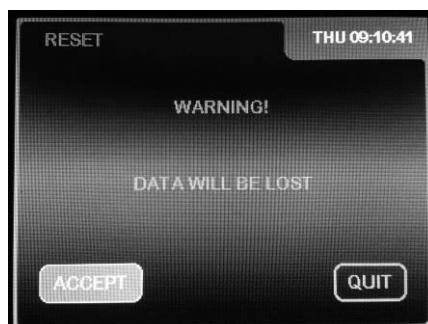 RESET
THU 09:10:41
WARNING!
DATA WILL BE LOST
ACCEPT
QUIT